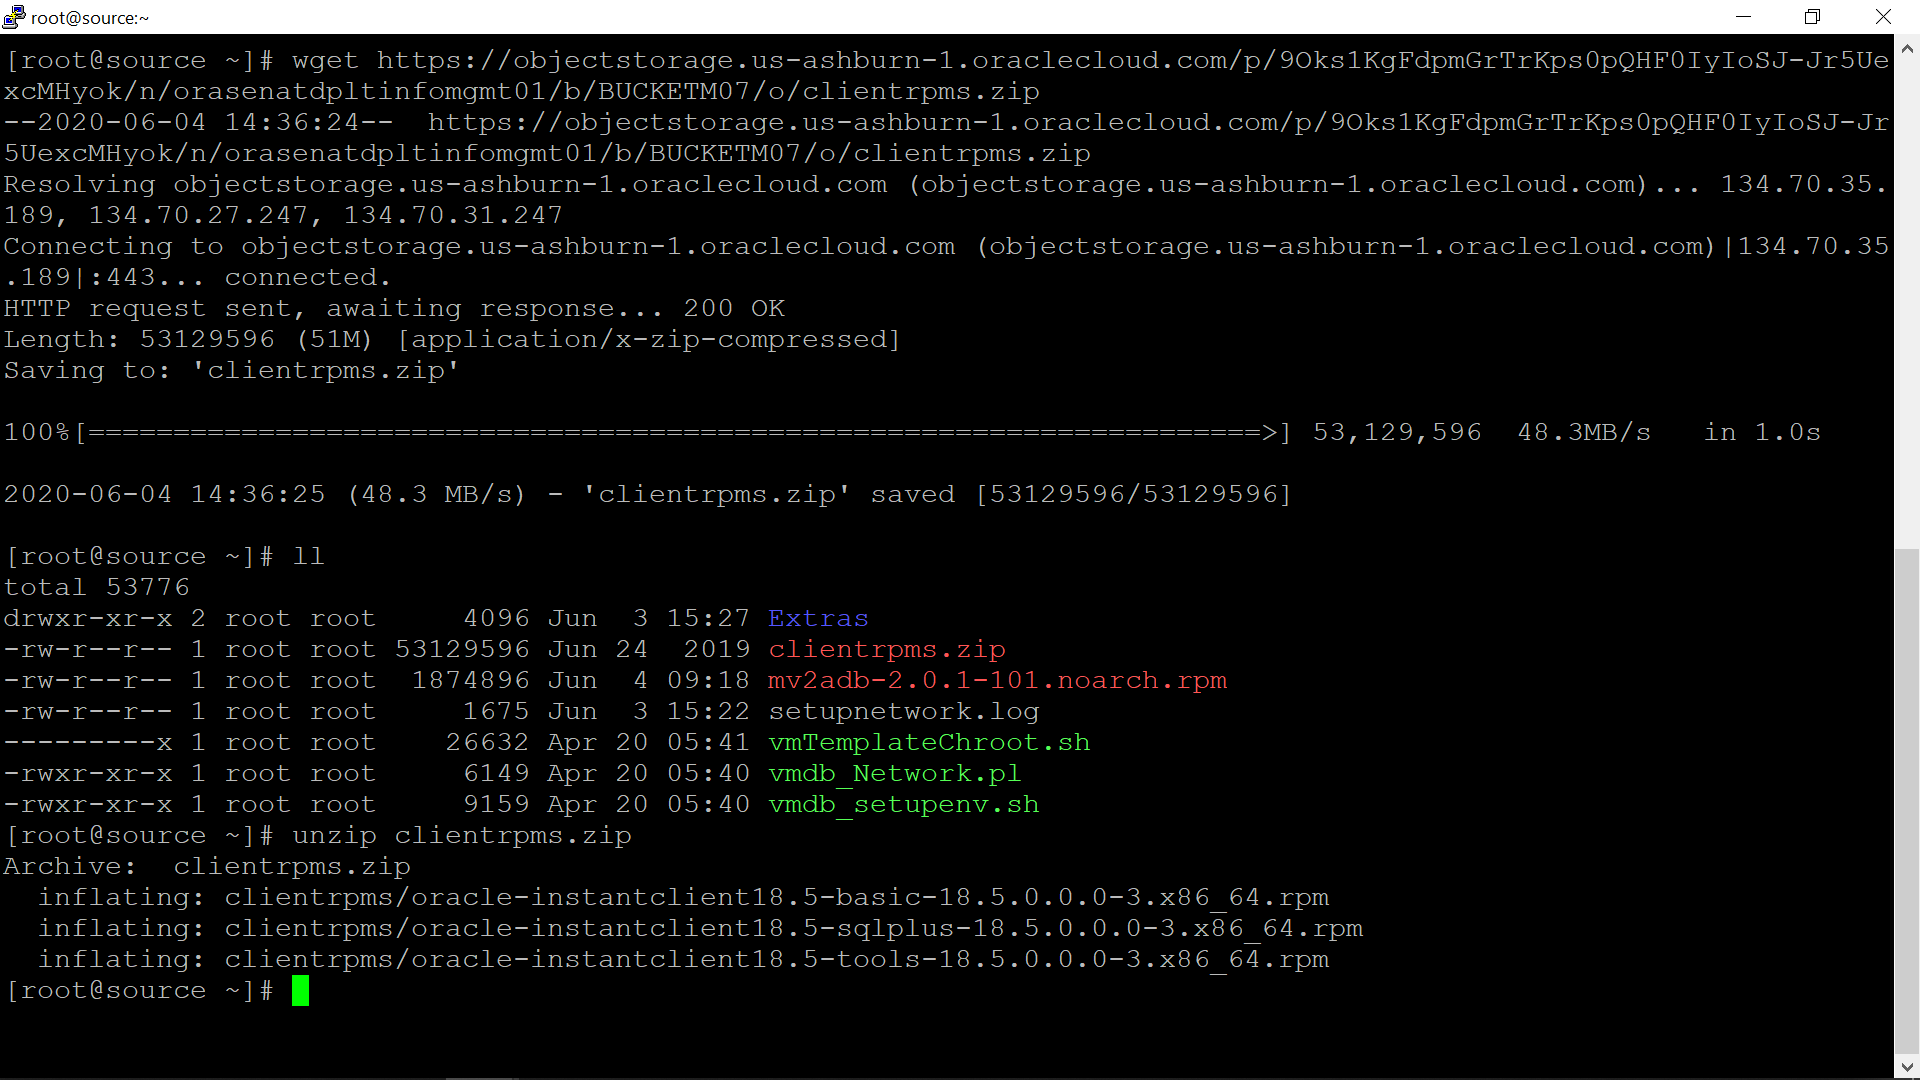 root@source:~
[root@source ~]# wget https://objectstorage.us-ashburn-1.oraclecloud.com/p/9Oks1KgFdpmGrTrKps0pQHF0IyIoSJ-Jr5Ue
xcMHyok/n/orasenatdpltinfomgmt01/b/BUCKETM07/o/clientrpms.zip
--2020-06-04 14:36:24--  https://objectstorage.us-ashburn-1.oraclecloud.com/p/9Oks1KgFdpmGrTrKps0pQHF0IyIoSJ-Jr
5UexcMHyok/n/orasenatdpltinfomgmt01/b/BUCKETM07/o/clientrpms.zip
Resolving objectstorage.us-ashburn-1.oraclecloud.com (objectstorage.us-ashburn-1.oraclecloud.com)... 134.70.35.
189, 134.70.27.247, 134.70.31.247
Connecting to objectstorage.us-ashburn-1.oraclecloud.com (objectstorage.us-ashburn-1.oraclecloud.com)|134.70.35
.189|:443... connected.
HTTP request sent, awaiting response... 200 OK
Length: 53129596 (51M) [application/x-zip-compressed]
Saving to: 'clientrpms.zip'
100%[=====================================================================>] 53,129,596  48.3MB/s   in 1.0s
2020-06-04 14:36:25 (48.3 MB/s) - 'clientrpms.zip' saved [53129596/53129596]
[root@source ~]# ll
total 53776
drwxr-xr-x 2 root root     4096 Jun  3 15:27 Extras
-rw-r--r-- 1 root root 53129596 Jun 24  2019 clientrpms.zip
-rw-r--r-- 1 root root  1874896 Jun  4 09:18 mv2adb-2.0.1-101.noarch.rpm
-rw-r--r-- 1 root root     1675 Jun  3 15:22 setupnetwork.log
---------x 1 root root    26632 Apr 20 05:41 vmTemplateChroot.sh
-rwxr-xr-x 1 root root     6149 Apr 20 05:40 vmdb_Network.pl
-rwxr-xr-x 1 root root     9159 Apr 20 05:40 vmdb_setupenv.sh
[root@source ~]# unzip clientrpms.zip
Archive:  clientrpms.zip
  inflating: clientrpms/oracle-instantclient18.5-basic-18.5.0.0.0-3.x86_64.rpm
  inflating: clientrpms/oracle-instantclient18.5-sqlplus-18.5.0.0.0-3.x86_64.rpm
  inflating: clientrpms/oracle-instantclient18.5-tools-18.5.0.0.0-3.x86_64.rpm
[root@source ~]#